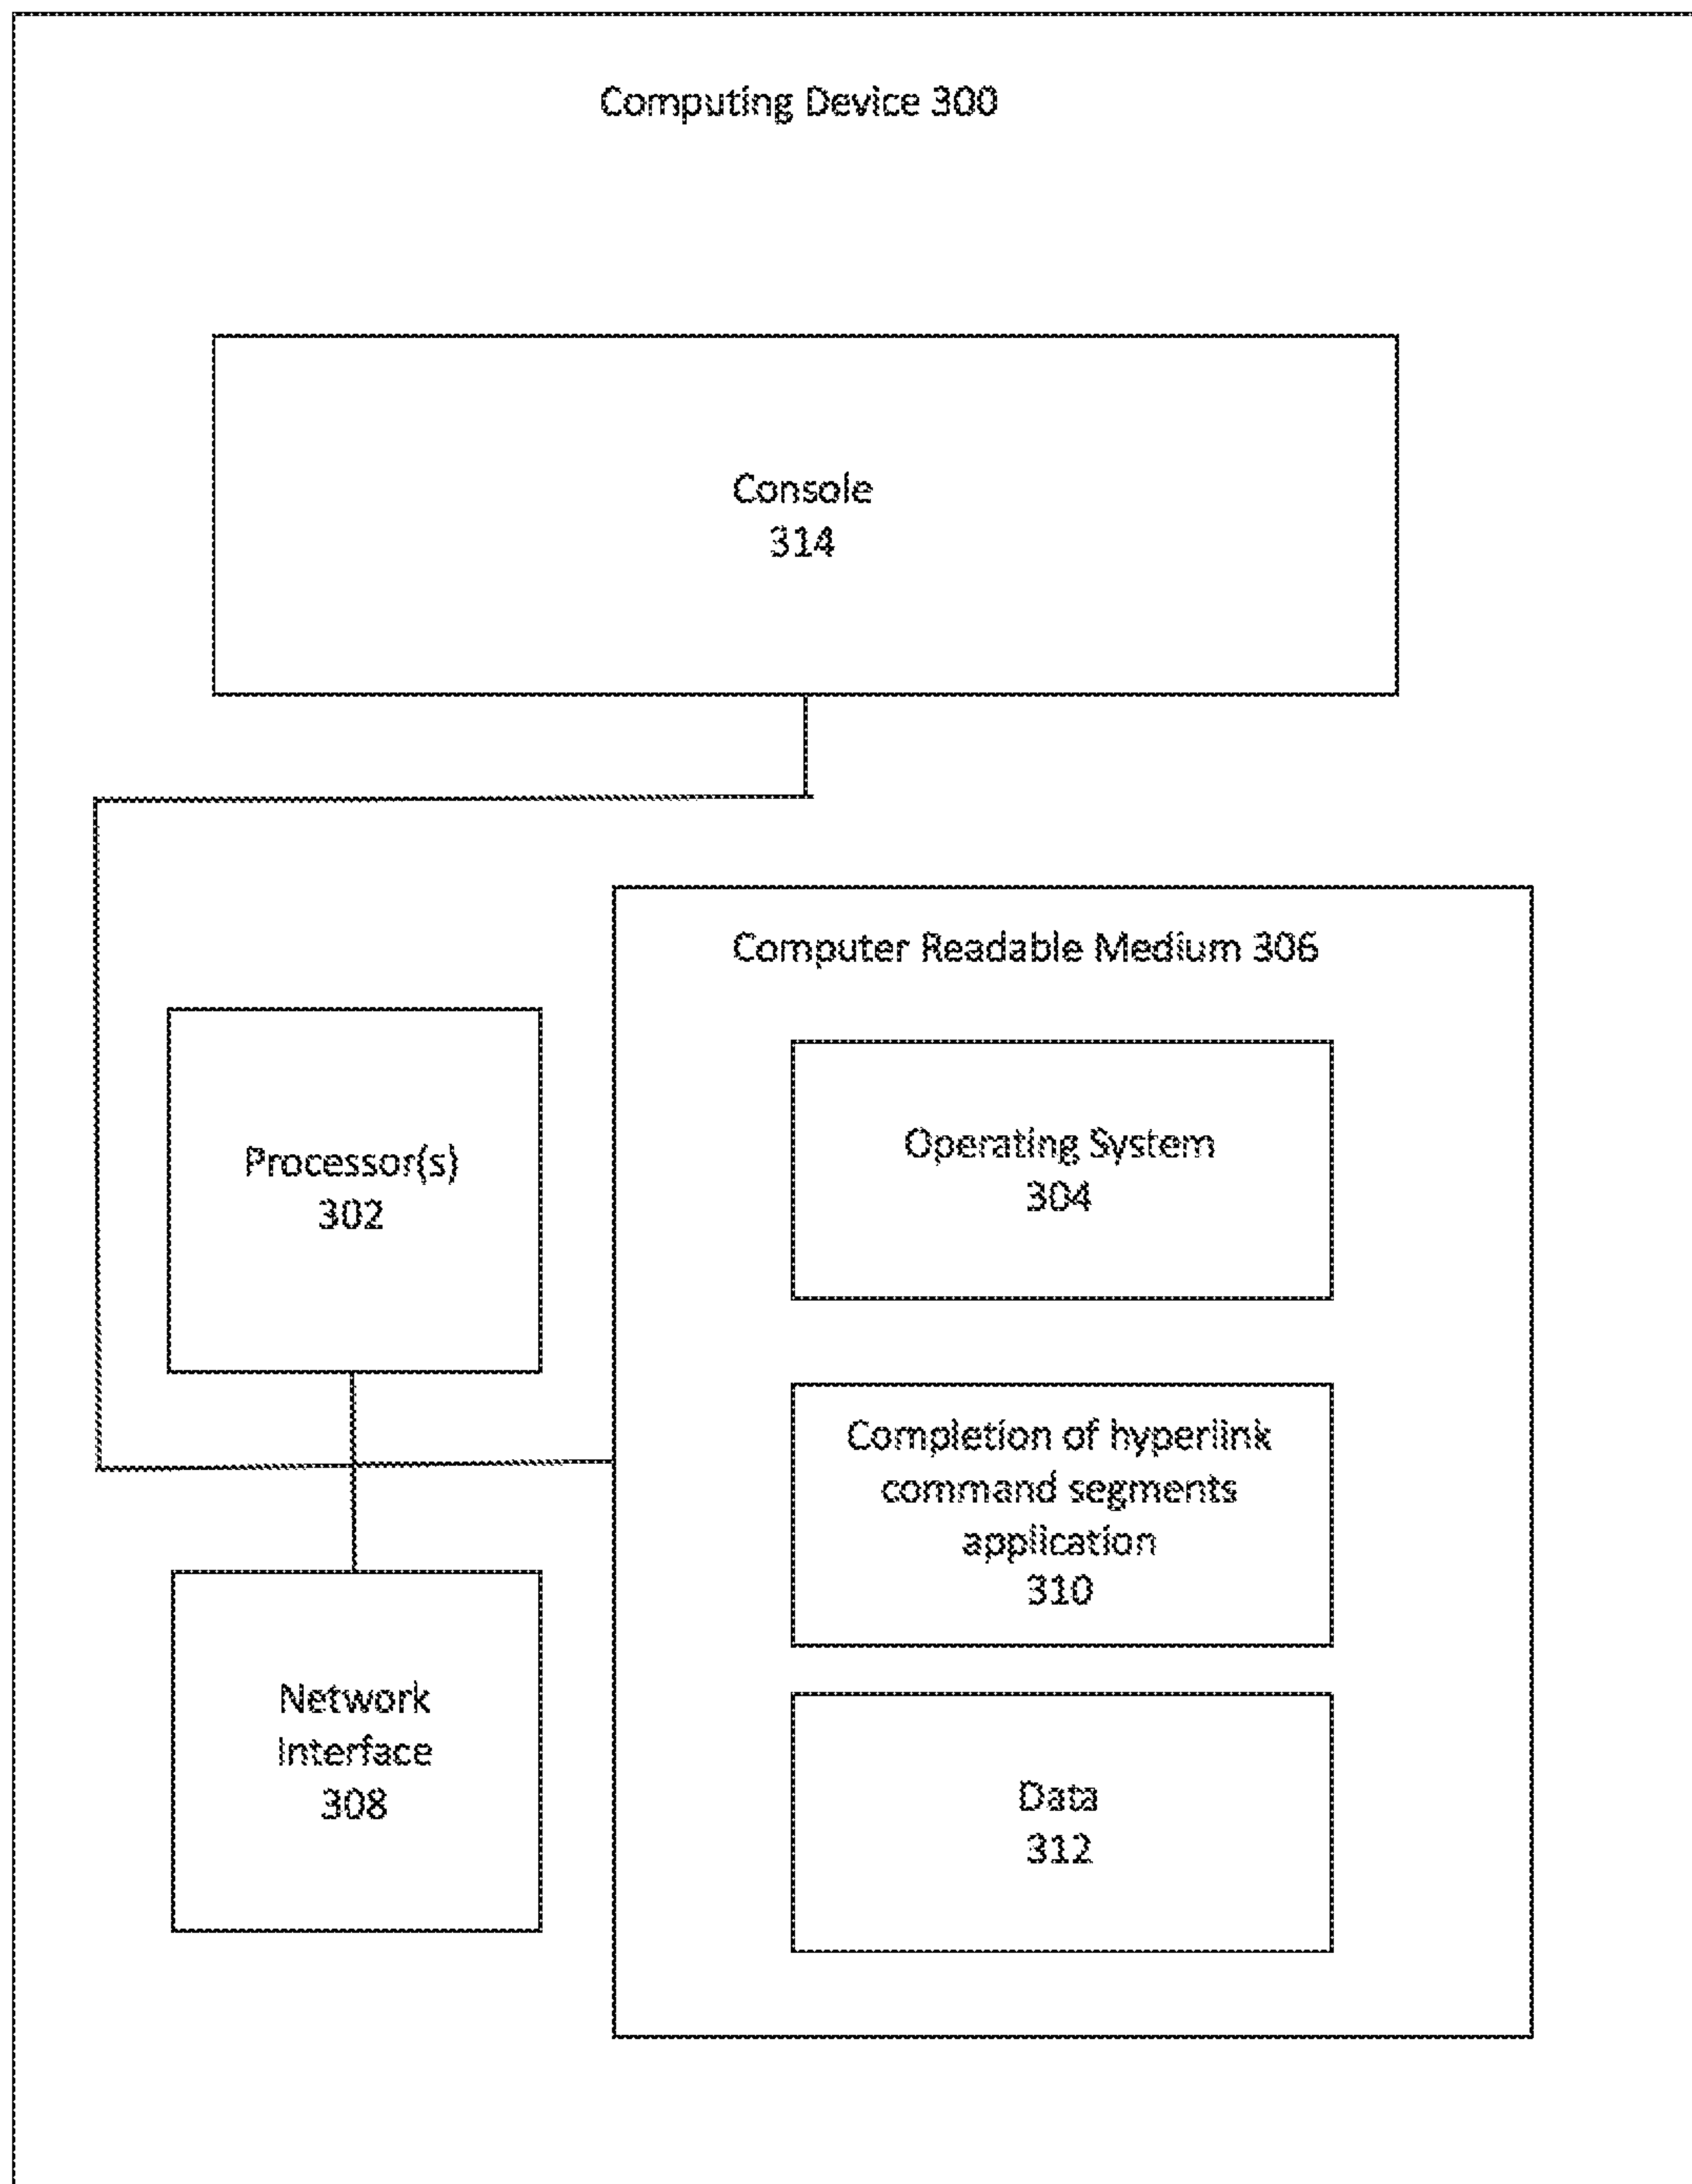 Computing Device 300
Console
314
Computer Readable Medium 306
Processor(s)
302
Operating System
304
Completion of hyperlink
command segments
application
310
Network
Interface
308
Data
312